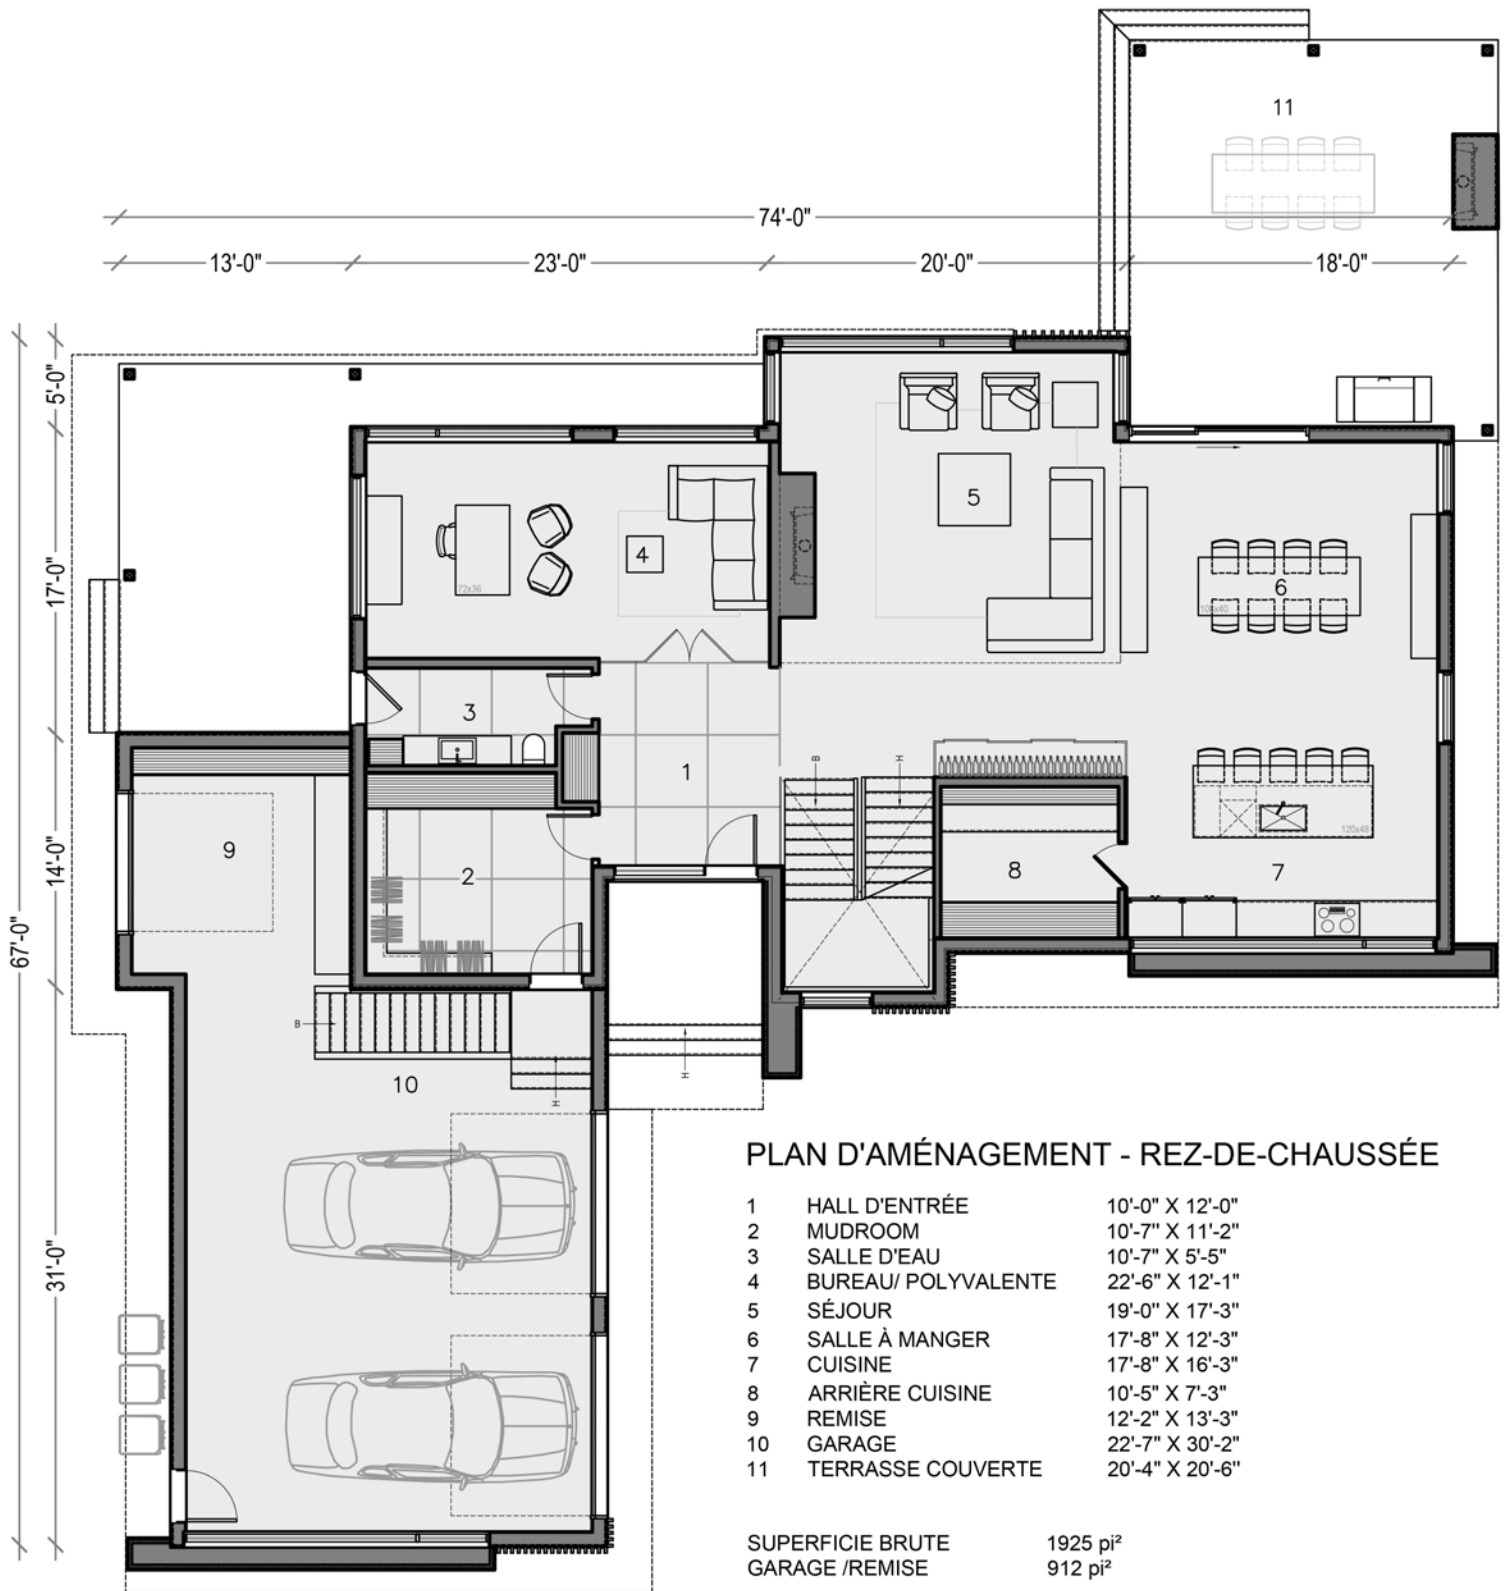 11
74'-0"
13'-0" 23'-0" 20'-0" 18'-0"
5'-0"
17'-0"
14'-0"
67'-0"
31'-0"
5
4
72x36
6
104x40
3
1
B H
120x48
9
2
8
7
B
10
H
H
PLAN D'AMÉNAGEMENT - REZ-DE-CHAUSSÉE
1 HALL D'ENTRÉE 10'-0" X 12'-0"
2 MUDROOM 10'-7" X 11'-2"
3 SALLE D'EAU 10'-7" X 5'-5"
4 BUREAU/ POLYVALENTE 22'-6" X 12'-1"
5 SÉJOUR 19'-0" X 17'-3"
6 SALLE À MANGER 17'-8" X 12'-3"
7 CUISINE 17'-8" X 16'-3"
8 ARRIÈRE CUISINE 10'-5" X 7'-3"
9 REMISE 12'-2" X 13'-3"
10 GARAGE 22'-7" X 30'-2"
11 TERRASSE COUVERTE 20'-4" X 20'-6"
SUPERFICIE BRUTE 1925 pi²
GARAGE /REMISE 912 pi²